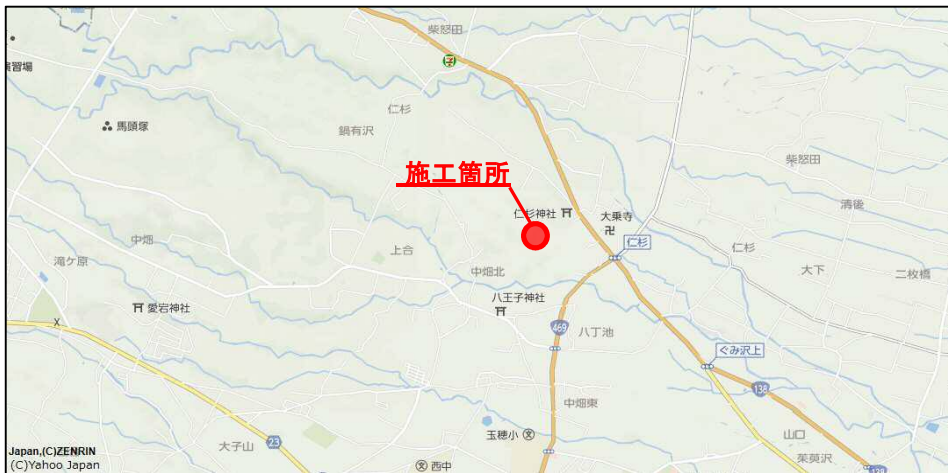 柴怒田
演習場
仁杉
馬頭塚
鍋有沢
柴怒田
施工箇所
清後
仁杉神社
大乗寺
中畑
上合
仁杉
仁杉
滝ケ原
中畑北
大下
二枚橋
八王子神社
愛宕神社
469
八丁池
ぐみ沢上
138
中畑東
玉穂小
山口
大子山
23
Japan,(C)ZENRIN
(C)Yahoo Japan
西中
茱萸沢
138